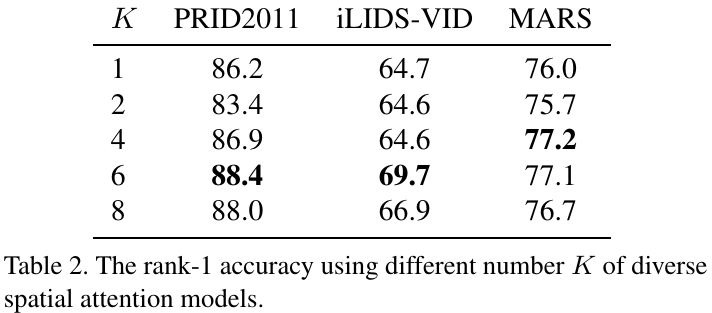 K PRID2011 iLIDS-VID MARS
1 86.2 64.7 76.0
2 83.4 64.6 75.7
4 86.9 64.6 77.2
6 88.4 69.7 77.1
8 88.0 66.9 76.7
Table 2. The rank-1 accuracy using different number K of diverse
spatial attention models.